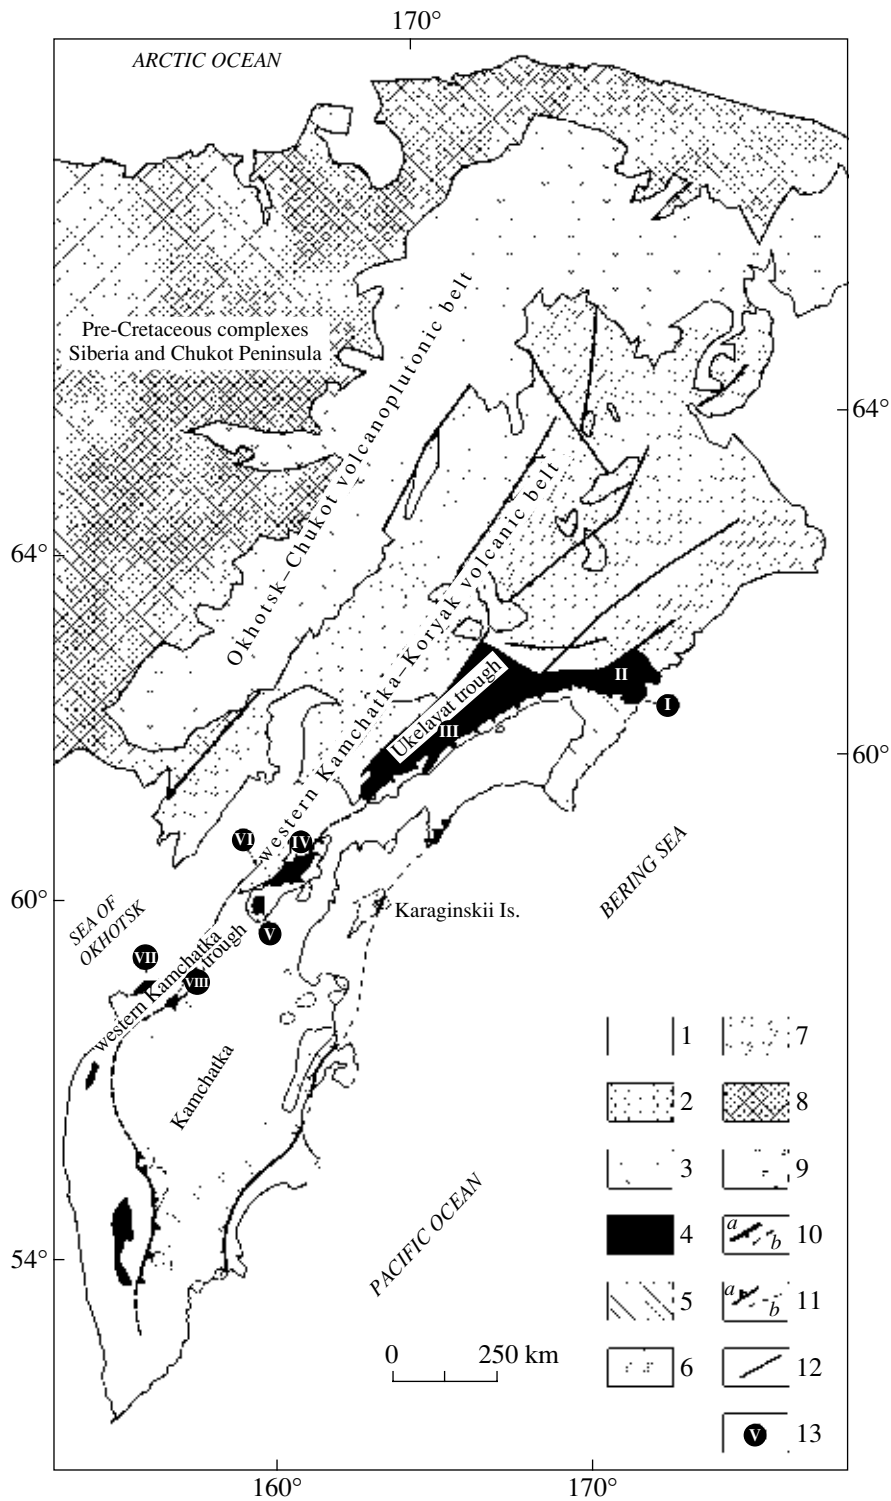 170°
ARCTIC OCEAN
Pre-Cretaceous complexes
Siberia and Chukot Peninsula
Okhotsk–Chukot volcanoplutonic belt
64°
64°
western Kamchatka–Koryak volcanic belt
Ukelayat trough
II
I
III
60°
VI
IV
BERING SEA
60°
SEA OF
OKHOTSK
Karaginskii Is.
V
VII
VIII
western Kamchatka
trough
Kamchatka
1
7
2
8
3
9
PACIFIC OCEAN
4
a
b
10
54°
5
a
b
11
0
250 km
6
12
V
13
160°
170°